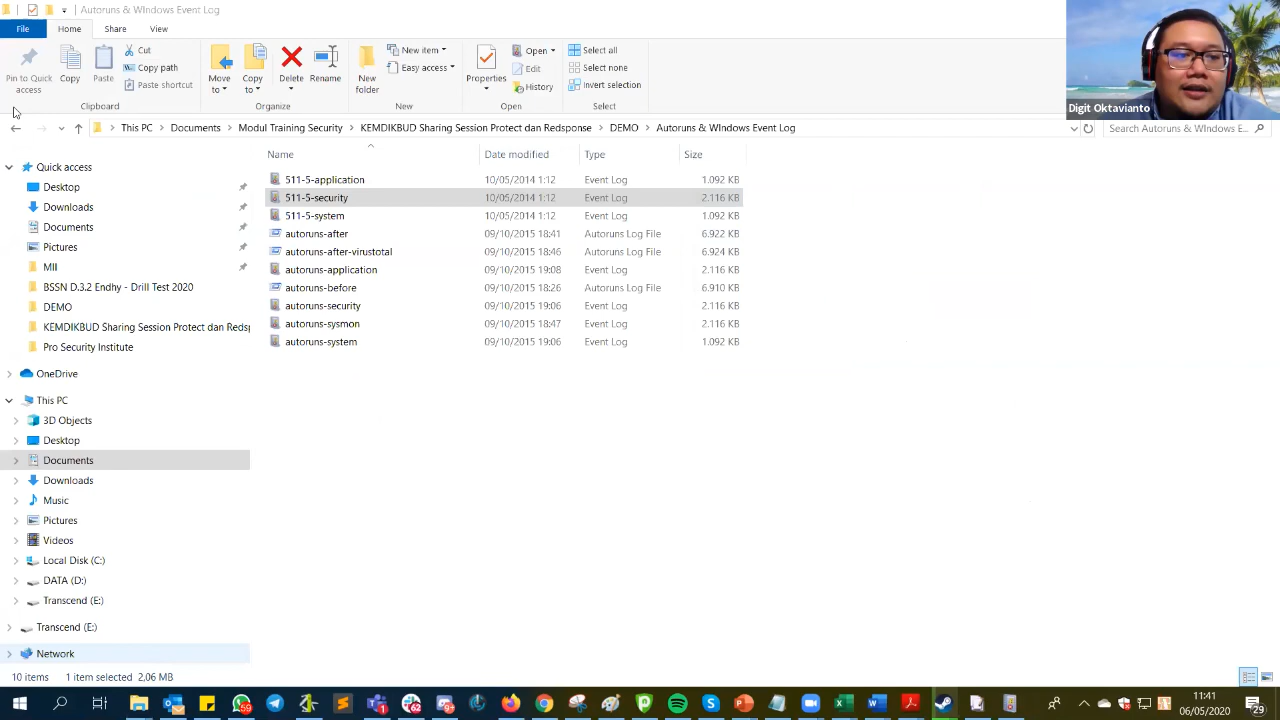 Autoruns & WIndows Event Log
File Home Share View
Pin to Quick access
Copy
Paste
Cut
Copy path
Paste shortcut
Clipboard
Move to
Copy to
Delete
Rename
Organize
New folder
New item
Easy access
New
Properties
Open
Edit
History
Open
Select all
Select none
Invert selection
Select
Digit Oktavianto
This PC Documents Modul Training Security KEMDIKBUD Sharing Session Protect dan Redsponse DEMO Autoruns & WIndows Event Log
Search Autoruns & WIndows E...
Name Date modified Type Size
511-5-application 10/05/2014 1:12 Event Log 1.092 KB
511-5-security 10/05/2014 1:12 Event Log 2.116 KB
511-5-system 10/05/2014 1:12 Event Log 1.092 KB
autoruns-after 09/10/2015 18:41 Autoruns Log File 6.922 KB
autoruns-after-virustotal 09/10/2015 18:46 Autoruns Log File 6.924 KB
autoruns-application 09/10/2015 19:08 Event Log 2.116 KB
autoruns-before 09/10/2015 18:26 Autoruns Log File 6.910 KB
autoruns-security 09/10/2015 19:06 Event Log 2.116 KB
autoruns-sysmon 09/10/2015 18:47 Event Log 2.116 KB
autoruns-system 09/10/2015 19:06 Event Log 1.092 KB
Quick access
Desktop
Downloads
Documents
Pictures
MII
BSSN D.3.2 Endhy - Drill Test 2020
DEMO
KEMDIKBUD Sharing Session Protect dan Redsp
Pro Security Institute
OneDrive
This PC
3D Objects
Desktop
Documents
Downloads
Music
Pictures
Videos
Local Disk (C:)
DATA (D:)
Transcend (E:)
Transcend (E:)
Network
10 items 1 item selected 2,06 MB
59
62
11:41
06/05/2020
29